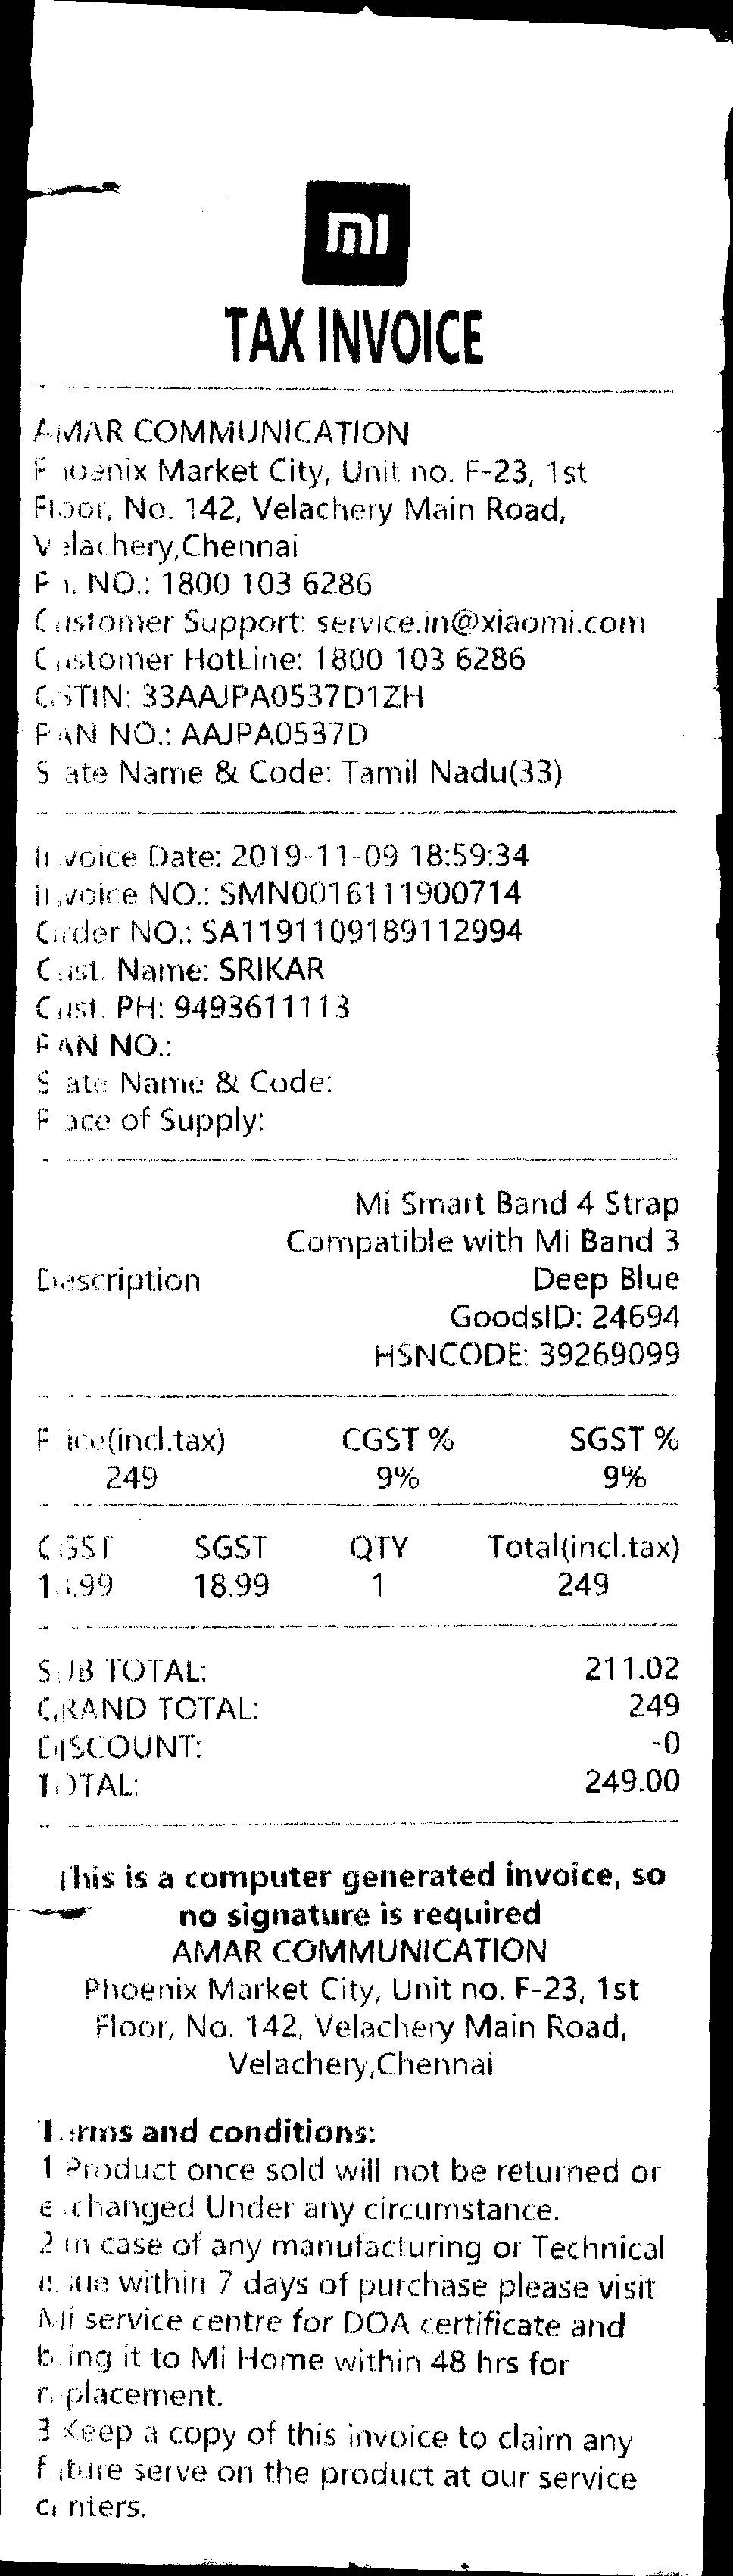 mi
TAX INVOICE
AMAR COMMUNICATION
Phoenix Market City, Unit no. F-23, 1st
Floor, No. 142, Velachery Main Road,
Velachery,Chennai
Ph. NO.: 1800 103 6286
Customer Support: service.in@xiaomi.com
Customer HotLine: 1800 103 6286
GSTIN: 33AAJPA0537D1ZH
PAN NO.: AAJPA0537D
State Name & Code: Tamil Nadu(33)
Invoice Date: 2019-11-09 18:59:34
Invoice NO.: SMN0016111900714
Order NO.: SA1191109189112994
Cust. Name: SRIKAR
Cust. PH: 9493611113
PAN NO.:
State Name & Code:
Place of Supply:
Mi Smart Band 4 Strap
Compatible with Mi Band 3
Description Deep Blue
GoodsID: 24694
HSNCODE: 39269099
Price(incl.tax) CGST % SGST %
249 9% 9%
CGST SGST QTY Total(incl.tax)
18.99 18.99 1 249
SUB TOTAL: 211.02
GRAND TOTAL: 249
DISCOUNT: -0
TOTAL: 249.00
This is a computer generated invoice, so
no signature is required
AMAR COMMUNICATION
Phoenix Market City, Unit no. F-23, 1st
Floor, No. 142, Velachery Main Road,
Velachery,Chennai
Terms and conditions:
1 Product once sold will not be returned or
exchanged Under any circumstance.
2 in case of any manufacturing or Technical
issue within 7 days of purchase please visit
Mi service centre for DOA certificate and
bring it to Mi Home within 48 hrs for
replacement.
3 Keep a copy of this invoice to claim any
future serve on the product at our service
centers.